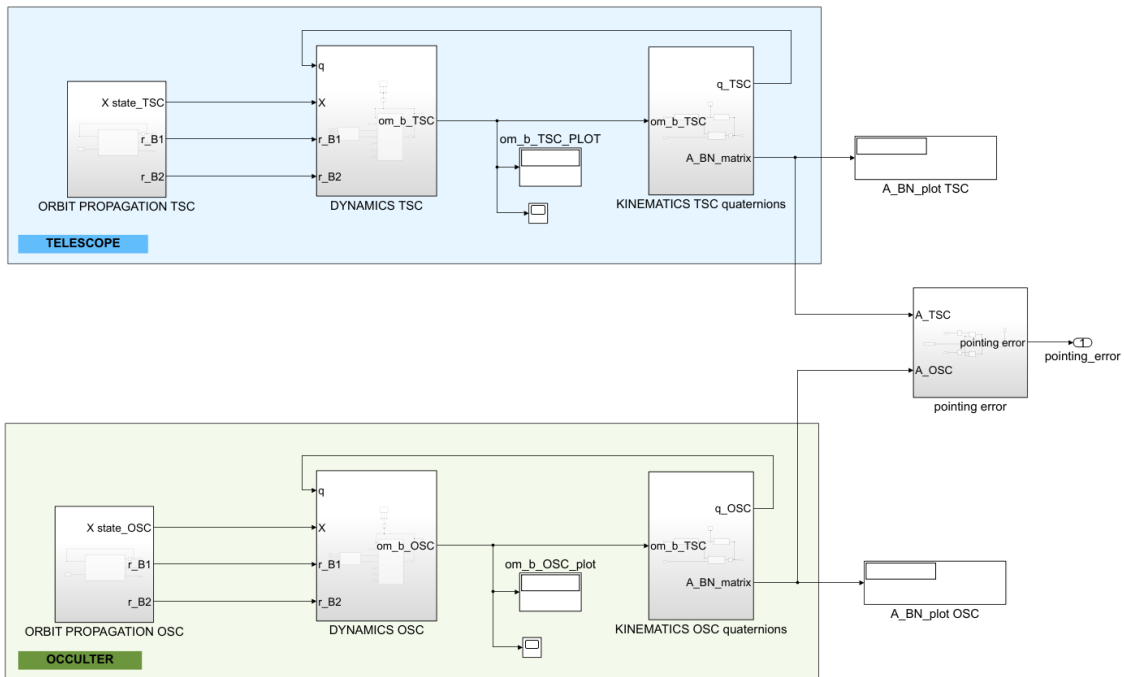 q
q_TSC
X state_TSC
X
om_b_TSC
om_b_TSC
r_B1
r_B1
om_b_TSC_PLOT
A_BN_matrix
r_B2
r_B2
A_BN_plot TSC
ORBIT PROPAGATION TSC
DYNAMICS TSC
KINEMATICS TSC quaternions
TELESCOPE
A_TSC
pointing error
1
pointing_error
A_OSC
pointing error
q
q_OSC
X state_OSC
X
om_b_OSC
om_b_TSC
r_B1
r_B1
om_b_OSC_plot
A_BN_matrix
r_B2
r_B2
A_BN_plot OSC
ORBIT PROPAGATION OSC
DYNAMICS OSC
KINEMATICS OSC quaternions
OCCULTER